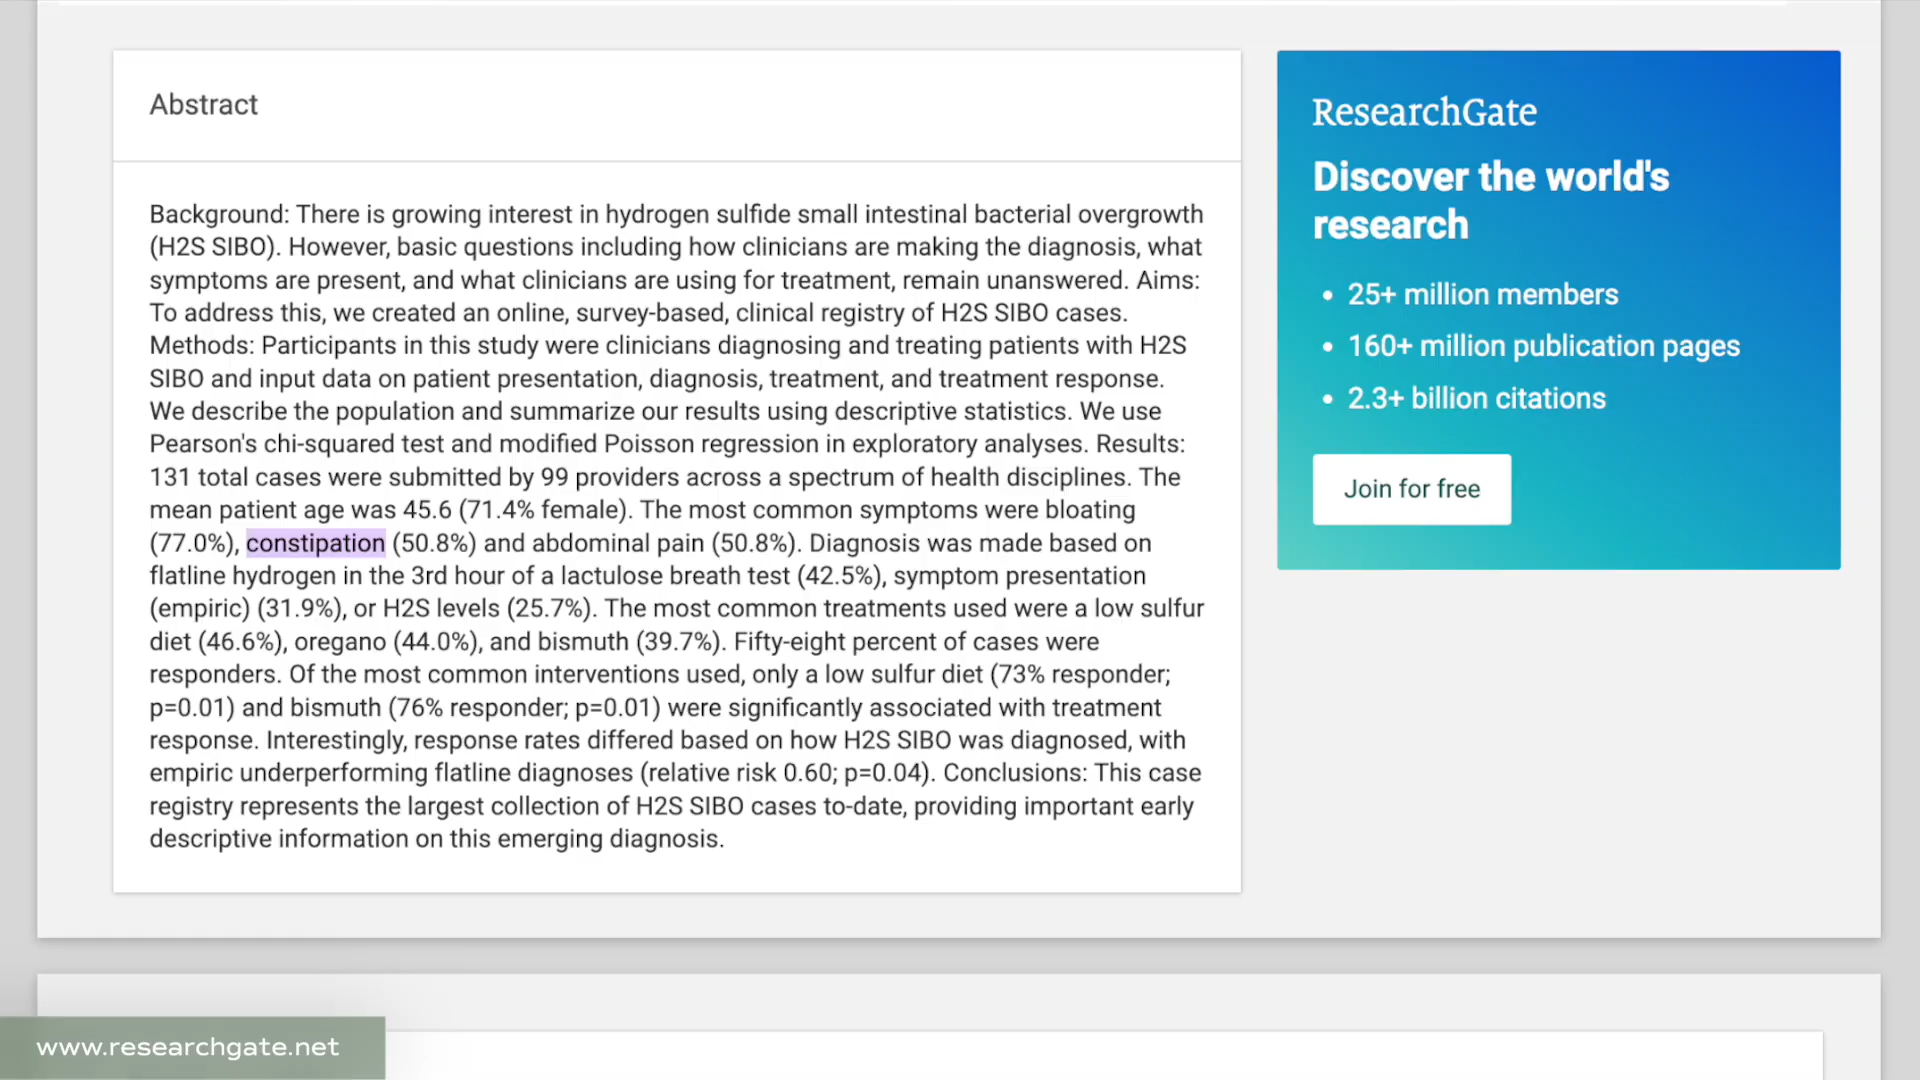 Abstract
Background: There is growing interest in hydrogen sulfide small intestinal bacterial overgrowth
(H2S SIBO). However, basic questions including how clinicians are making the diagnosis, what
symptoms are present, and what clinicians are using for treatment, remain unanswered. Aims:
To address this, we created an online, survey-based, clinical registry of H2S SIBO cases.
Methods: Participants in this study were clinicians diagnosing and treating patients with H2S
SIBO and input data on patient presentation, diagnosis, treatment, and treatment response.
We describe the population and summarize our results using descriptive statistics. We use
Pearson's chi-squared test and modified Poisson regression in exploratory analyses. Results:
131 total cases were submitted by 99 providers across a spectrum of health disciplines. The
mean patient age was 45.6 (71.4% female). The most common symptoms were bloating
(77.0%), constipation (50.8%) and abdominal pain (50.8%). Diagnosis was made based on
flatline hydrogen in the 3rd hour of a lactulose breath test (42.5%), symptom presentation
(empiric) (31.9%), or H2S levels (25.7%). The most common treatments used were a low sulfur
diet (46.6%), oregano (44.0%), and bismuth (39.7%). Fifty-eight percent of cases were
responders. Of the most common interventions used, only a low sulfur diet (73% responder;
p=0.01) and bismuth (76% responder; p=0.01) were significantly associated with treatment
response. Interestingly, response rates differed based on how H2S SIBO was diagnosed, with
empiric underperforming flatline diagnoses (relative risk 0.60; p=0.04). Conclusions: This case
registry represents the largest collection of H2S SIBO cases to-date, providing important early
descriptive information on this emerging diagnosis.
ResearchGate
Discover the world's
research
• 25+ million members
• 160+ million publication pages
• 2.3+ billion citations
Join for free
www.researchgate.net